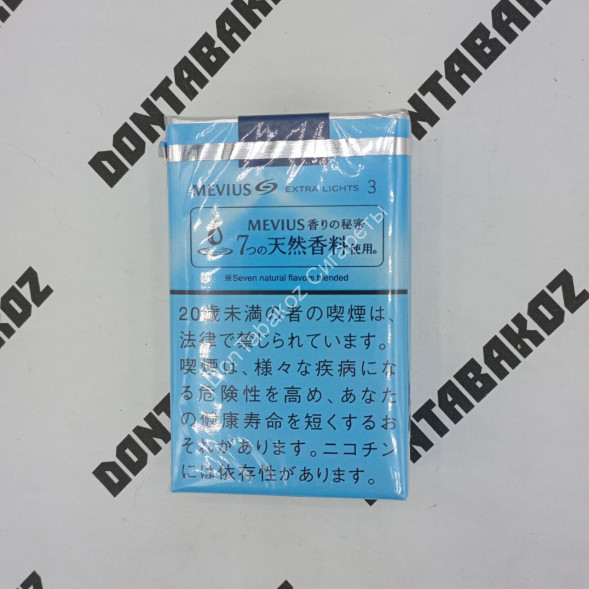 DONTABAKOZ
DONTABAKOZ
MEVIUS EXTRA LIGHTS 3
MEVIUS 香りの秘密
7つの天然香料使用。
※Seven natural flavors blended
Dontabakoz Сигареты
20歳未満の者の喫煙は、
法律で禁じられています。
喫煙は、様々な疾病にな
る危険性を高め、あなた
の健康寿命を短くするお
それがあります。ニコチン
には依存性があります。
DONTABAKOZ
DONTABAKOZ